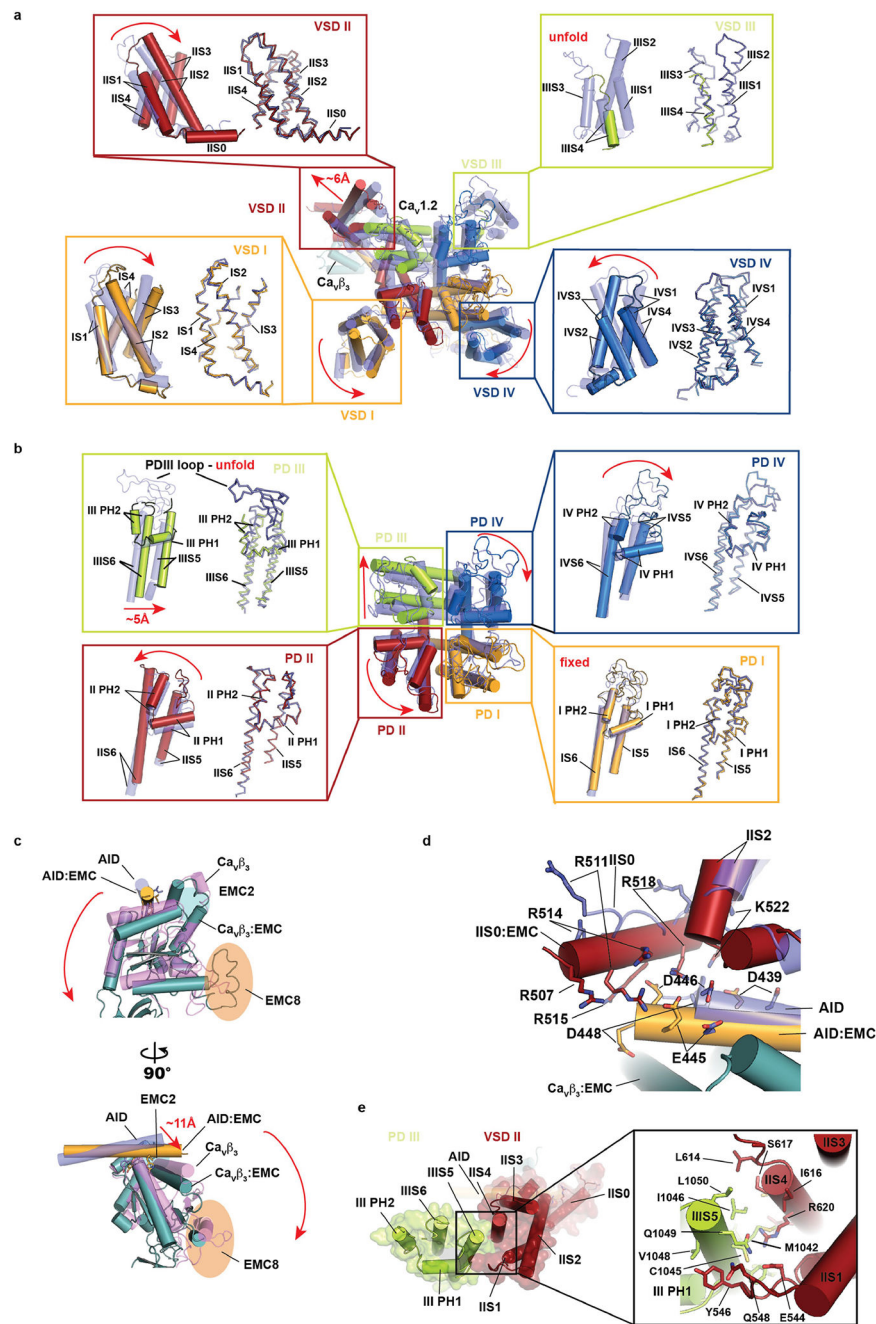 a
VSD II
IIS3
IIS1
IIS2
IIS4
IIS0
IIS3
IIS1
IIS2
IIS4
IIS0
unfold
VSD III
IIIS2
IIIS3
IIIS1
IIIS4
IIIS2
IIIS3
IIIS1
IIIS4
~6Å
VSD II
Caᵥ1.2
VSD III
Caᵥβ₃
VSD I
IS4
IS3
IS1
IS2
IS2
IS1
IS3
IS4
VSD I
VSD IV
VSD IV
IVS3
IVS1
IVS4
IVS2
IVS1
IVS3
IVS4
IVS2
b
PDIII loop - unfold
PD III
III PH2
III PH1
IIIS6
IIIS5
~5Å
III PH2
III PH1
IIIS6
IIIS5
PD III
PD IV
PD IV
IV PH2
IVS5
IVS6
IV PH1
IV PH2
IV PH1
IVS6
IVS5
PD II
II PH2
II PH1
IIS6
IIS5
II PH2
II PH1
IIS6
IIS5
PD II
PD I
fixed
PD I
I PH2
I PH1
IS6
IS5
I PH2
I PH1
IS6
IS5
c
AID
Caᵥβ₃
AID:EMC
EMC2
Caᵥβ₃:EMC
EMC8
90°
EMC2
AID
~11Å
AID:EMC
Caᵥβ₃
Caᵥβ₃:EMC
EMC8
d
IIS2
R511
IIS0
R518
R514
K522
IIS0:EMC
D446
D439
R507
AID
R515
D448
AID:EMC
E445
Caᵥβ₃:EMC
e
PD III
VSD II
AID
IIIS5
IIS4
IIS3
IIS0
IIIS6
III PH2
IIS2
III PH1
IIS1
S617
IIS3
L614
IIS4
L1050
I616
I1046
IIIS5
R620
Q1049
M1042
V1048
C1045
IIS1
III PH1
Y546
Q548
E544